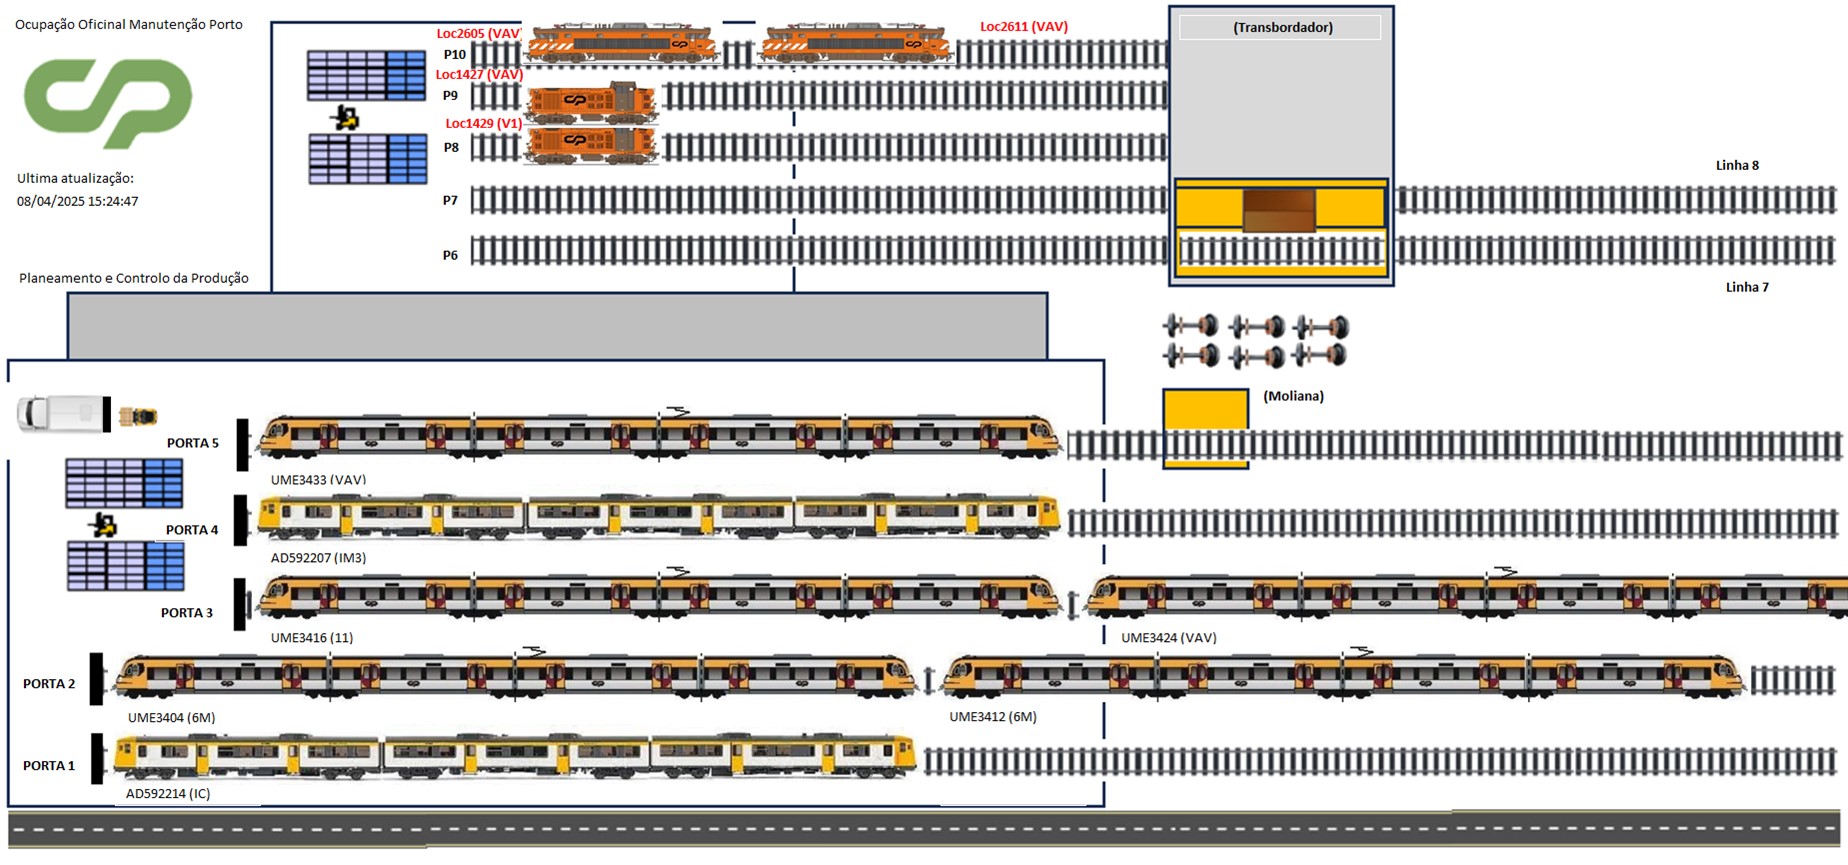 Ocupação Oficinal Manutenção Porto
Ultima atualização:
08/04/2025 15:24:47
Planeamento e Controlo da Produção
Loc2605 (VAV)
Loc2611 (VAV)
P10
Loc1427 (VAV)
P9
Loc1429 (V1)
P8
P7
P6
(Transbordador)
Linha 8
Linha 7
(Moliana)
PORTA 5
UME3433 (VAV)
PORTA 4
AD592207 (IM3)
PORTA 3
UME3416 (11)
UME3424 (VAV)
PORTA 2
UME3404 (6M)
UME3412 (6M)
PORTA 1
AD592214 (IC)